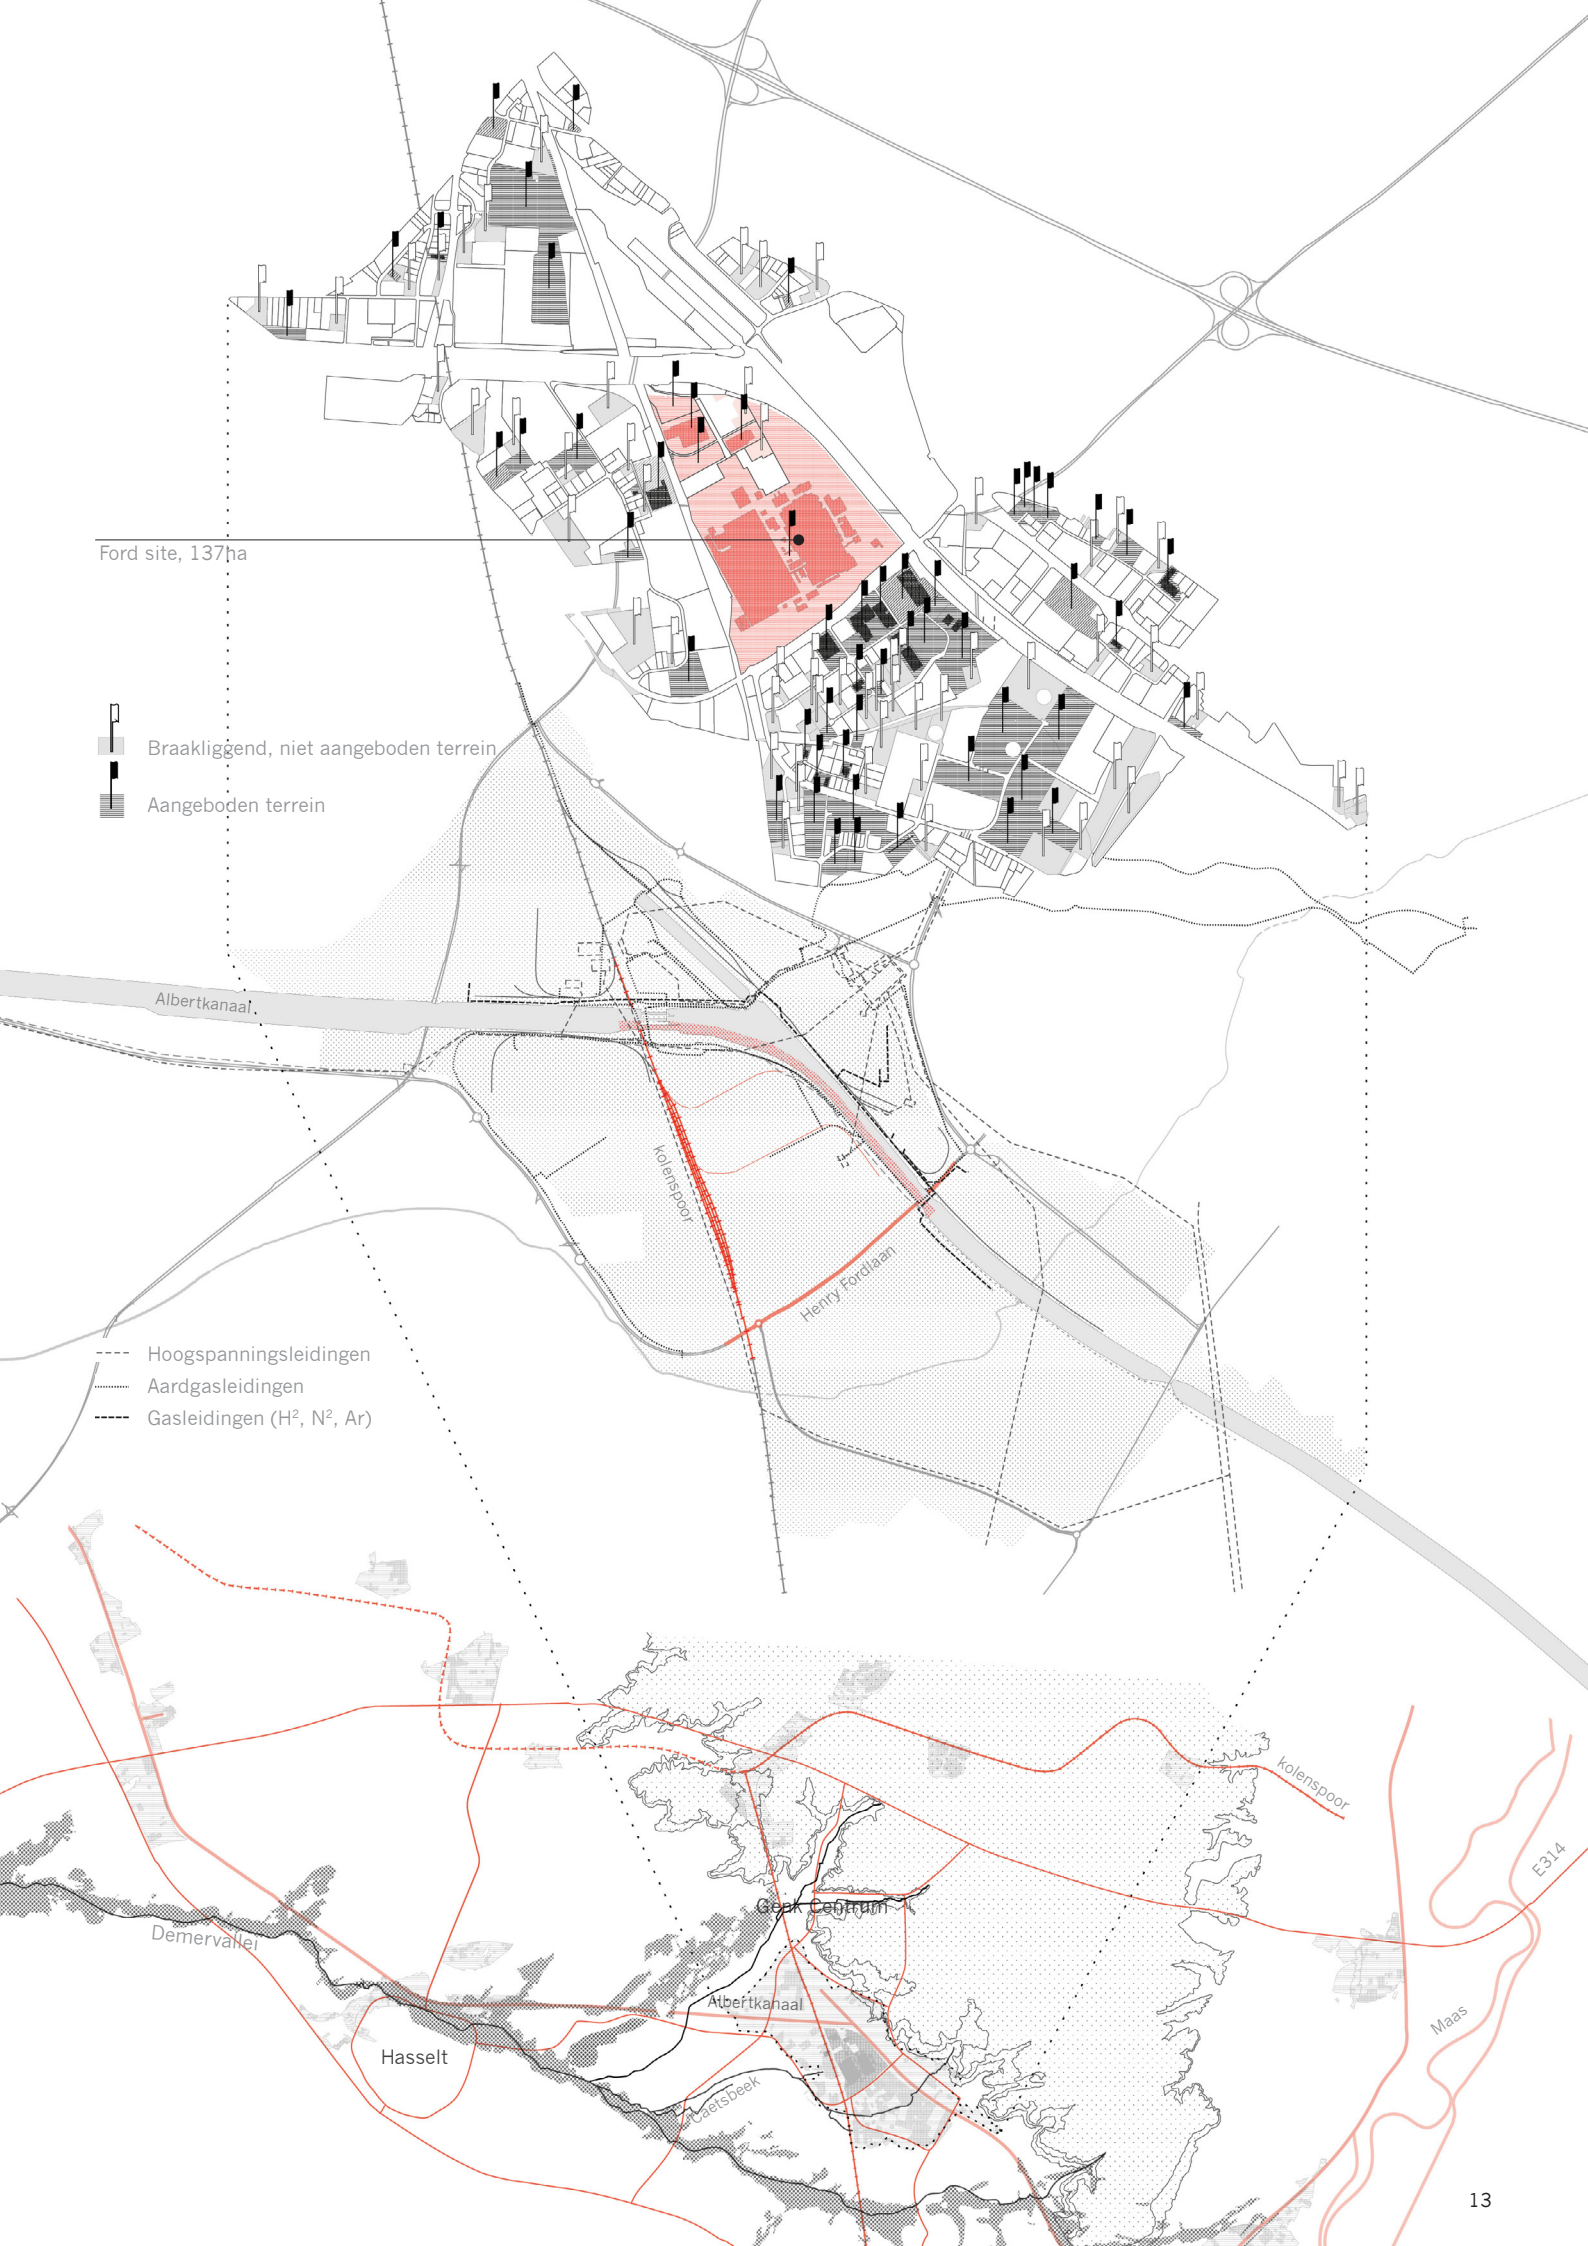 Ford site, 137ha
Braakliggend, niet aangeboden terrein
Aangeboden terrein
Albertkanaal
kolenspoor
Henry Fordlaan
Hoogspanningsleidingen
Aardgasleidingen
Gasleidingen (H², N², Ar)
kolenspoor
E314
Genk Centrum
Demervallei
Albertkanaal
Maas
Hasselt
Caetsbeek
13